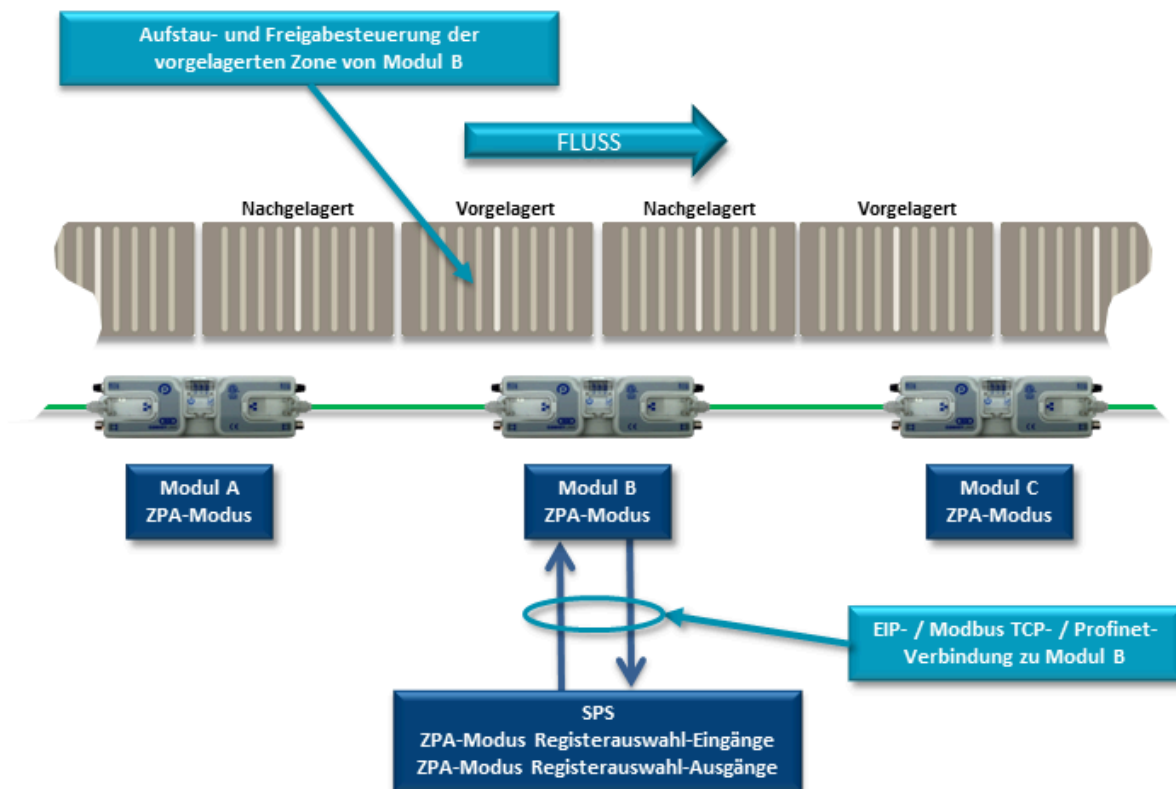 Aufstau- und Freigabesteuerung der
vorgelagerten Zone von Modul B
FLUSS
Nachgelagert
Vorgelagert
Nachgelagert
Vorgelagert
Modul A
ZPA-Modus
Modul B
ZPA-Modus
Modul C
ZPA-Modus
EIP- / Modbus TCP- / Profinet-
Verbindung zu Modul B
SPS
ZPA-Modus Registerauswahl-Eingänge
ZPA-Modus Registerauswahl-Ausgänge